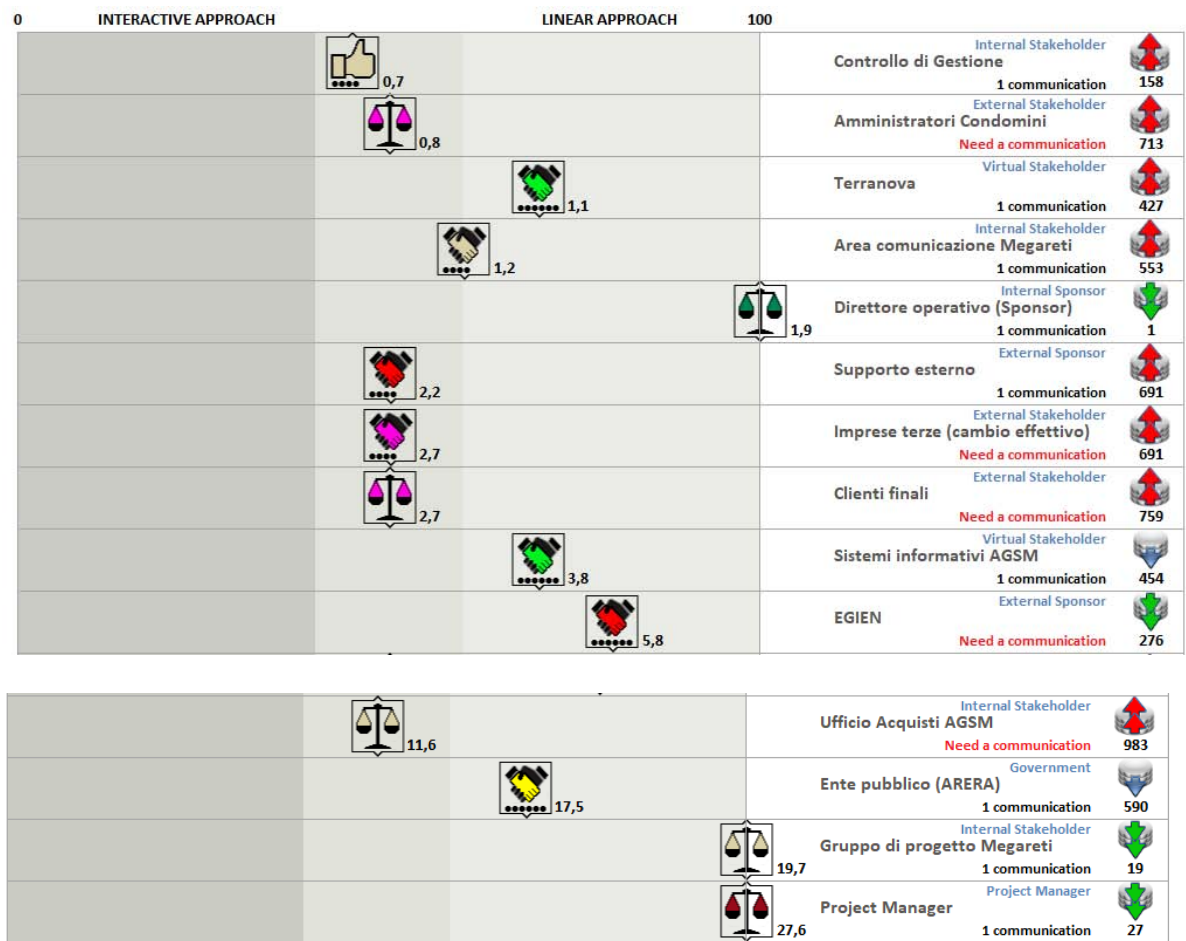 0 INTERACTIVE APPROACH LINEAR APPROACH 100
Internal Stakeholder
Controllo di Gestione
0,7 1 communication 158
External Stakeholder
Amministratori Condomini
0,8 Need a communication 713
Virtual Stakeholder
Terranova
1,1 1 communication 427
Internal Stakeholder
Area comunicazione Megareti
1,2 1 communication 553
Internal Sponsor
Direttore operativo (Sponsor)
1,9 1 communication 1
External Sponsor
Supporto esterno
2,2 1 communication 691
External Stakeholder
Imprese terze (cambio effettivo)
2,7 Need a communication 691
External Stakeholder
Clienti finali
2,7 Need a communication 759
Virtual Stakeholder
Sistemi informativi AGSM
3,8 1 communication 454
External Sponsor
EGIEN
5,8 Need a communication 276
Internal Stakeholder
Ufficio Acquisti AGSM
11,6 Need a communication 983
Government
Ente pubblico (ARERA)
17,5 1 communication 590
Internal Stakeholder
Gruppo di progetto Megareti
19,7 1 communication 19
Project Manager
Project Manager
27,6 1 communication 27